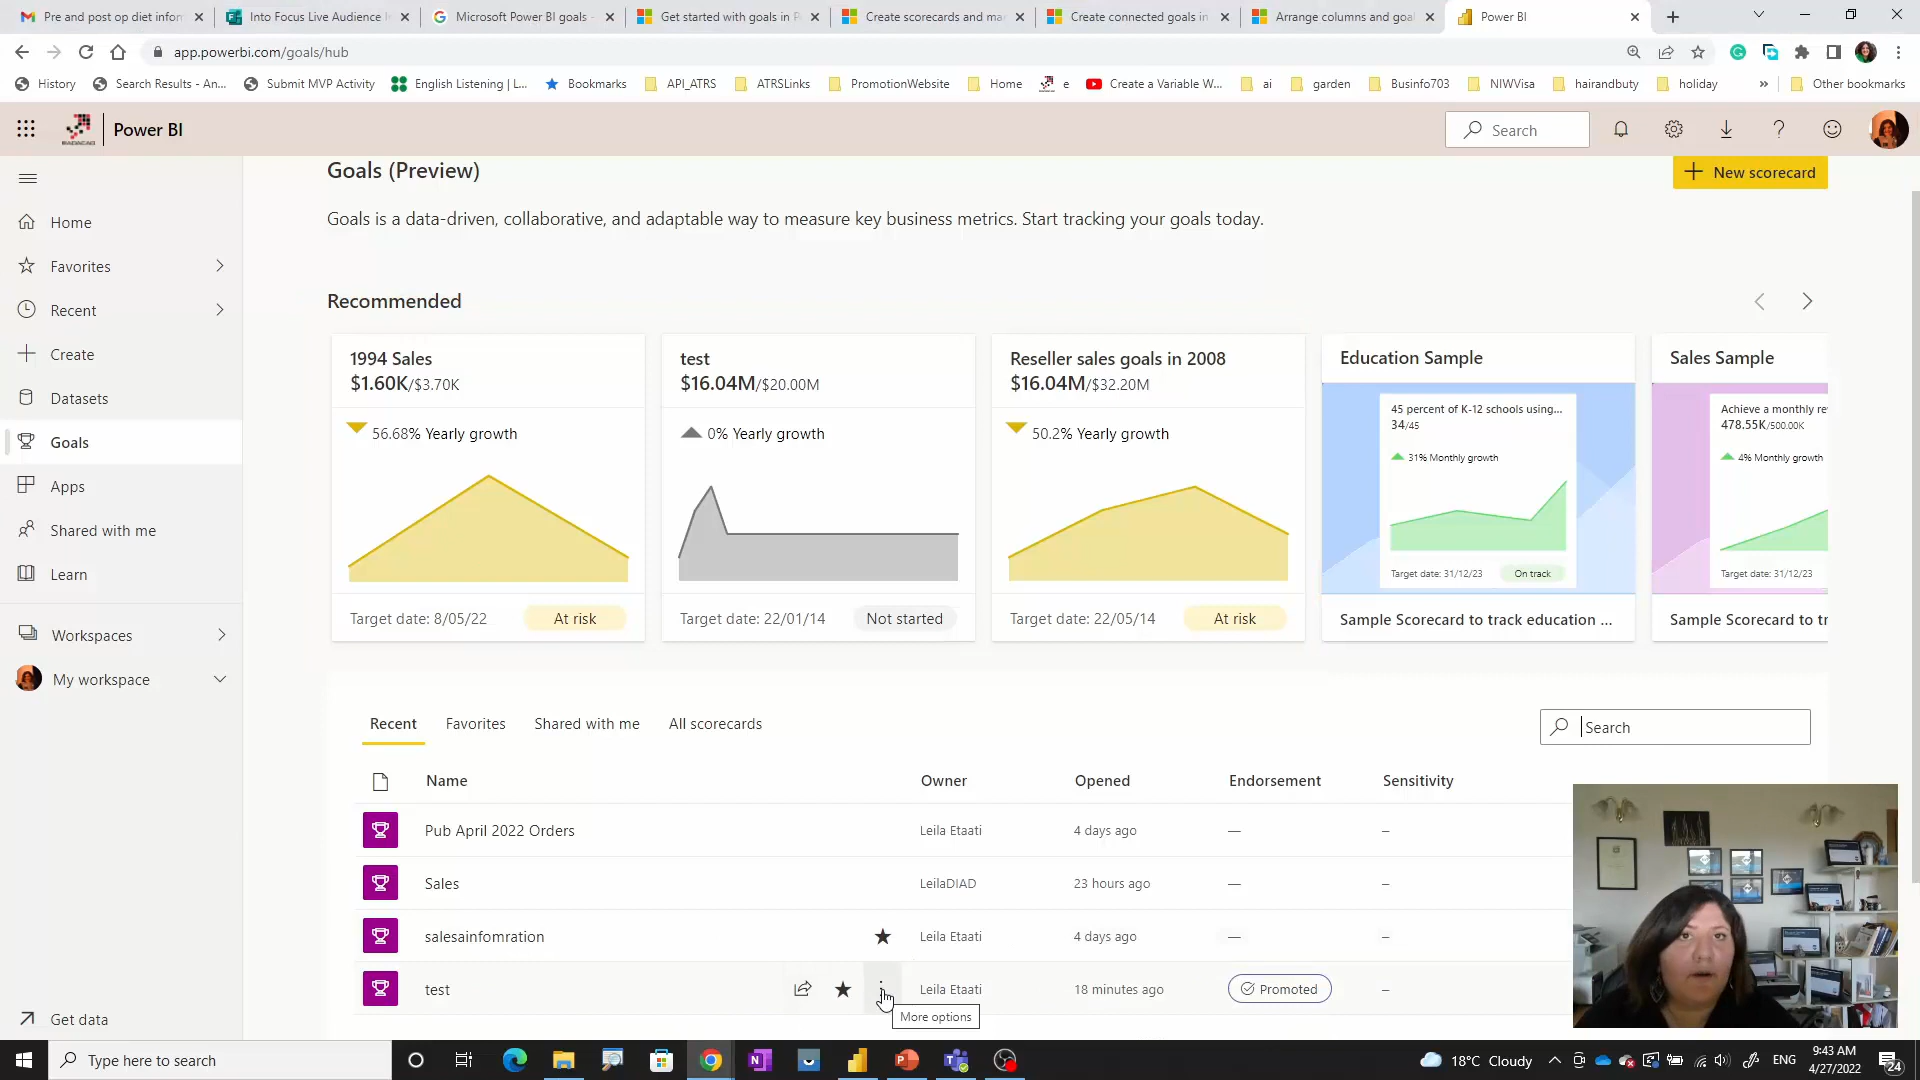 Pre and post op diet infor
Into Focus Live Audience I
Microsoft Power BI goals -
Get started with goals in P
Create scorecards and ma
Create connected goals in
Arrange columns and goal
Power BI
app.powerbi.com/goals/hub
History
Search Results - An...
Submit MVP Activity
English Listening | L...
Bookmarks
API_ATRS
ATRSLinks
PromotionWebsite
Home
e
Create a Variable W...
ai
garden
Businfo703
NIWVisa
hairandbuty
holiday
»
Other bookmarks
Power BI
Search
Goals (Preview)
New scorecard
Goals is a data-driven, collaborative, and adaptable way to measure key business metrics. Start tracking your goals today.
Home
Favorites
Recent
Create
Datasets
Goals
Apps
Shared with me
Learn
Workspaces
My workspace
Get data
Recommended
1994 Sales
$1.60K/$3.70K
56.68% Yearly growth
Target date: 8/05/22
At risk
test
$16.04M/$20.00M
0% Yearly growth
Target date: 22/01/14
Not started
Reseller sales goals in 2008
$16.04M/$32.20M
50.2% Yearly growth
Target date: 22/05/14
At risk
Education Sample
45 percent of K-12 schools using...
34/45
31% Monthly growth
Target date: 31/12/23
On track
Sample Scorecard to track education ...
Sales Sample
Achieve a monthly re
478.55K/500.00K
4% Monthly growth
Target date: 31/12/23
Sample Scorecard to tr
Recent
Favorites
Shared with me
All scorecards
Search
Name
Owner
Opened
Endorsement
Sensitivity
Pub April 2022 Orders
Leila Etaati
4 days ago
—
–
Sales
LeilaDIAD
23 hours ago
—
–
salesainfomration
Leila Etaati
4 days ago
—
–
test
Leila Etaati
18 minutes ago
Promoted
–
More options
Type here to search
18°C Cloudy
ENG
9:43 AM
4/27/2022
24